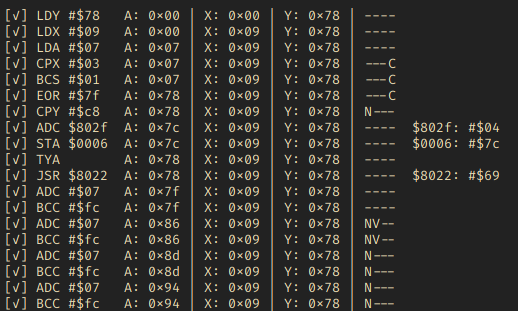 [√] LDY #$78 A: 0×00 | X: 0×00 | Y: 0×78 | ----
[√] LDX #$09 A: 0×00 | X: 0×09 | Y: 0×78 | ----
[√] LDA #$07 A: 0×07 | X: 0×09 | Y: 0×78 | ----
[√] CPX #$03 A: 0×07 | X: 0×09 | Y: 0×78 | ---C
[√] BCS #$01 A: 0×07 | X: 0×09 | Y: 0×78 | ---C
[√] EOR #$7f A: 0×78 | X: 0×09 | Y: 0×78 | ---C
[√] CPY #$c8 A: 0×78 | X: 0×09 | Y: 0×78 | N---
[√] ADC $802f A: 0×7c | X: 0×09 | Y: 0×78 | ---- $802f: #$04
[√] STA $0006 A: 0×7c | X: 0×09 | Y: 0×78 | ---- $0006: #$7c
[√] TYA A: 0×78 | X: 0×09 | Y: 0×78 | ----
[√] JSR $8022 A: 0×78 | X: 0×09 | Y: 0×78 | ---- $8022: #$69
[√] ADC #$07 A: 0×7f | X: 0×09 | Y: 0×78 | ----
[√] BCC #$fc A: 0×7f | X: 0×09 | Y: 0×78 | ----
[√] ADC #$07 A: 0×86 | X: 0×09 | Y: 0×78 | NV--
[√] BCC #$fc A: 0×86 | X: 0×09 | Y: 0×78 | NV--
[√] ADC #$07 A: 0×8d | X: 0×09 | Y: 0×78 | N---
[√] BCC #$fc A: 0×8d | X: 0×09 | Y: 0×78 | N---
[√] ADC #$07 A: 0×94 | X: 0×09 | Y: 0×78 | N---
[√] BCC #$fc A: 0×94 | X: 0×09 | Y: 0×78 | N---